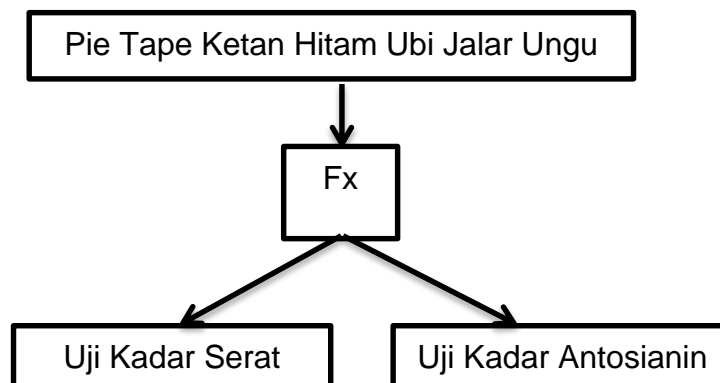 Pie Tape Ketan Hitam Ubi Jalar Ungu
Fx
Uji Kadar Serat
Uji Kadar Antosianin